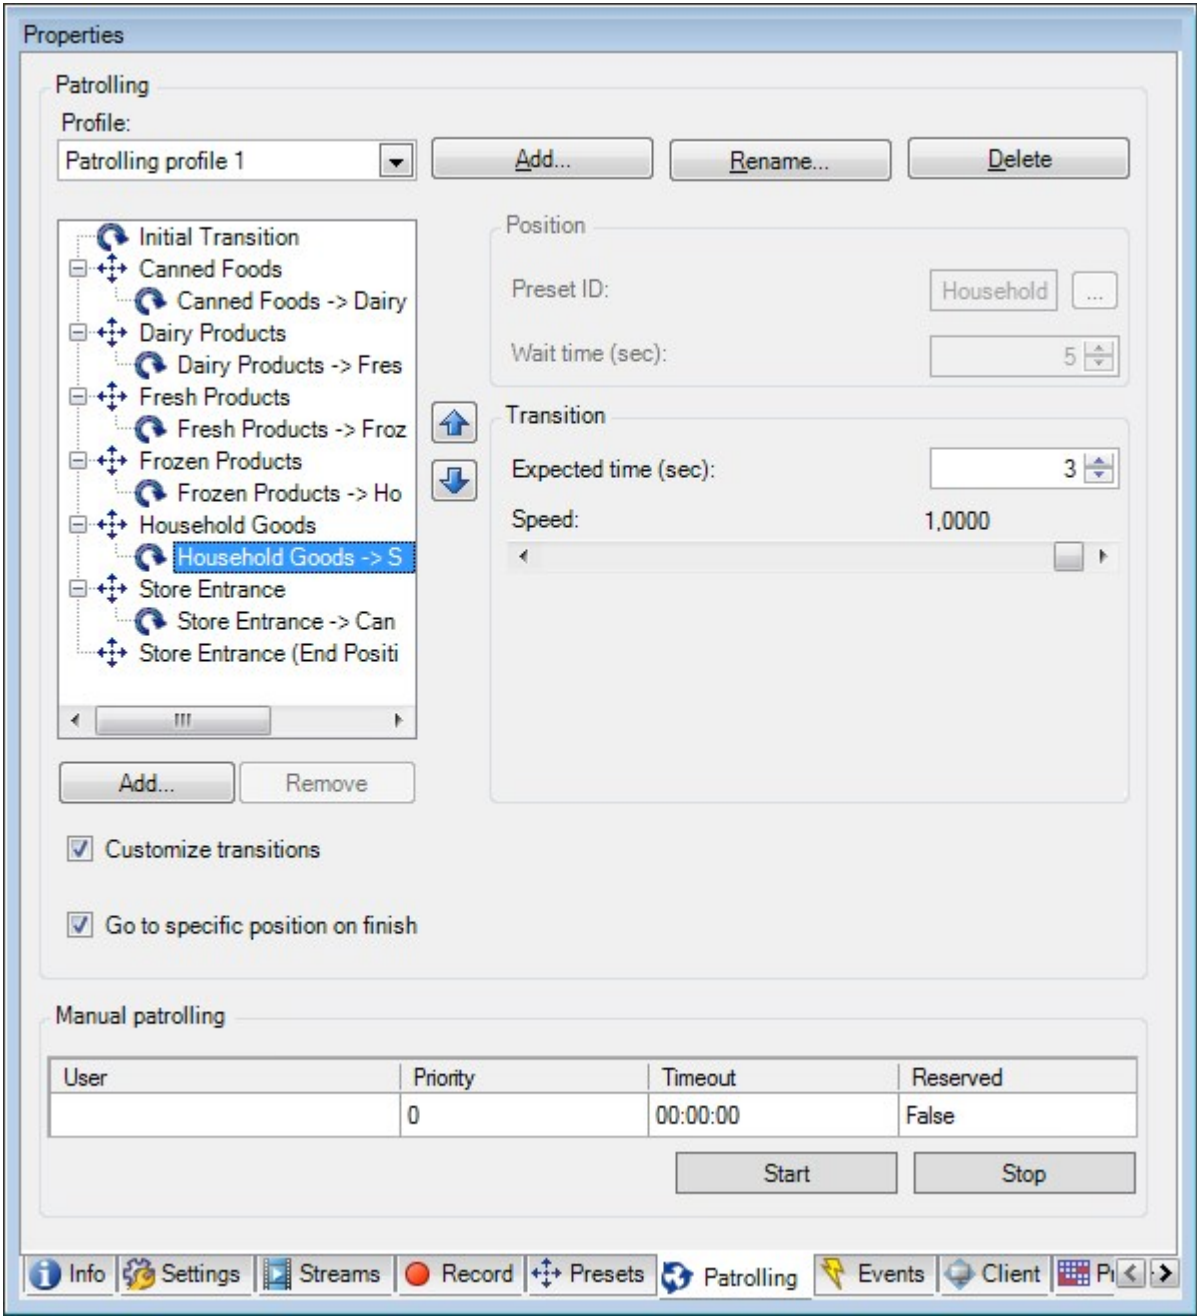 Properties
Patrolling
Profile:
Patrolling profile 1
Add...
Rename...
Delete
Initial Transition
Canned Foods
Canned Foods -> Dairy
Dairy Products
Dairy Products -> Fres
Fresh Products
Fresh Products -> Froz
Frozen Products
Frozen Products -> Ho
Household Goods
Household Goods -> S
Store Entrance
Store Entrance -> Can
Store Entrance (End Positi
Add...
Remove
Position
Preset ID:
Household
...
Wait time (sec):
5
Transition
Expected time (sec):
3
Speed:
1,0000
Customize transitions
Go to specific position on finish
Manual patrolling
User Priority Timeout Reserved
0 00:00:00 False
Start
Stop
Info Settings Streams Record Presets Patrolling Events Client